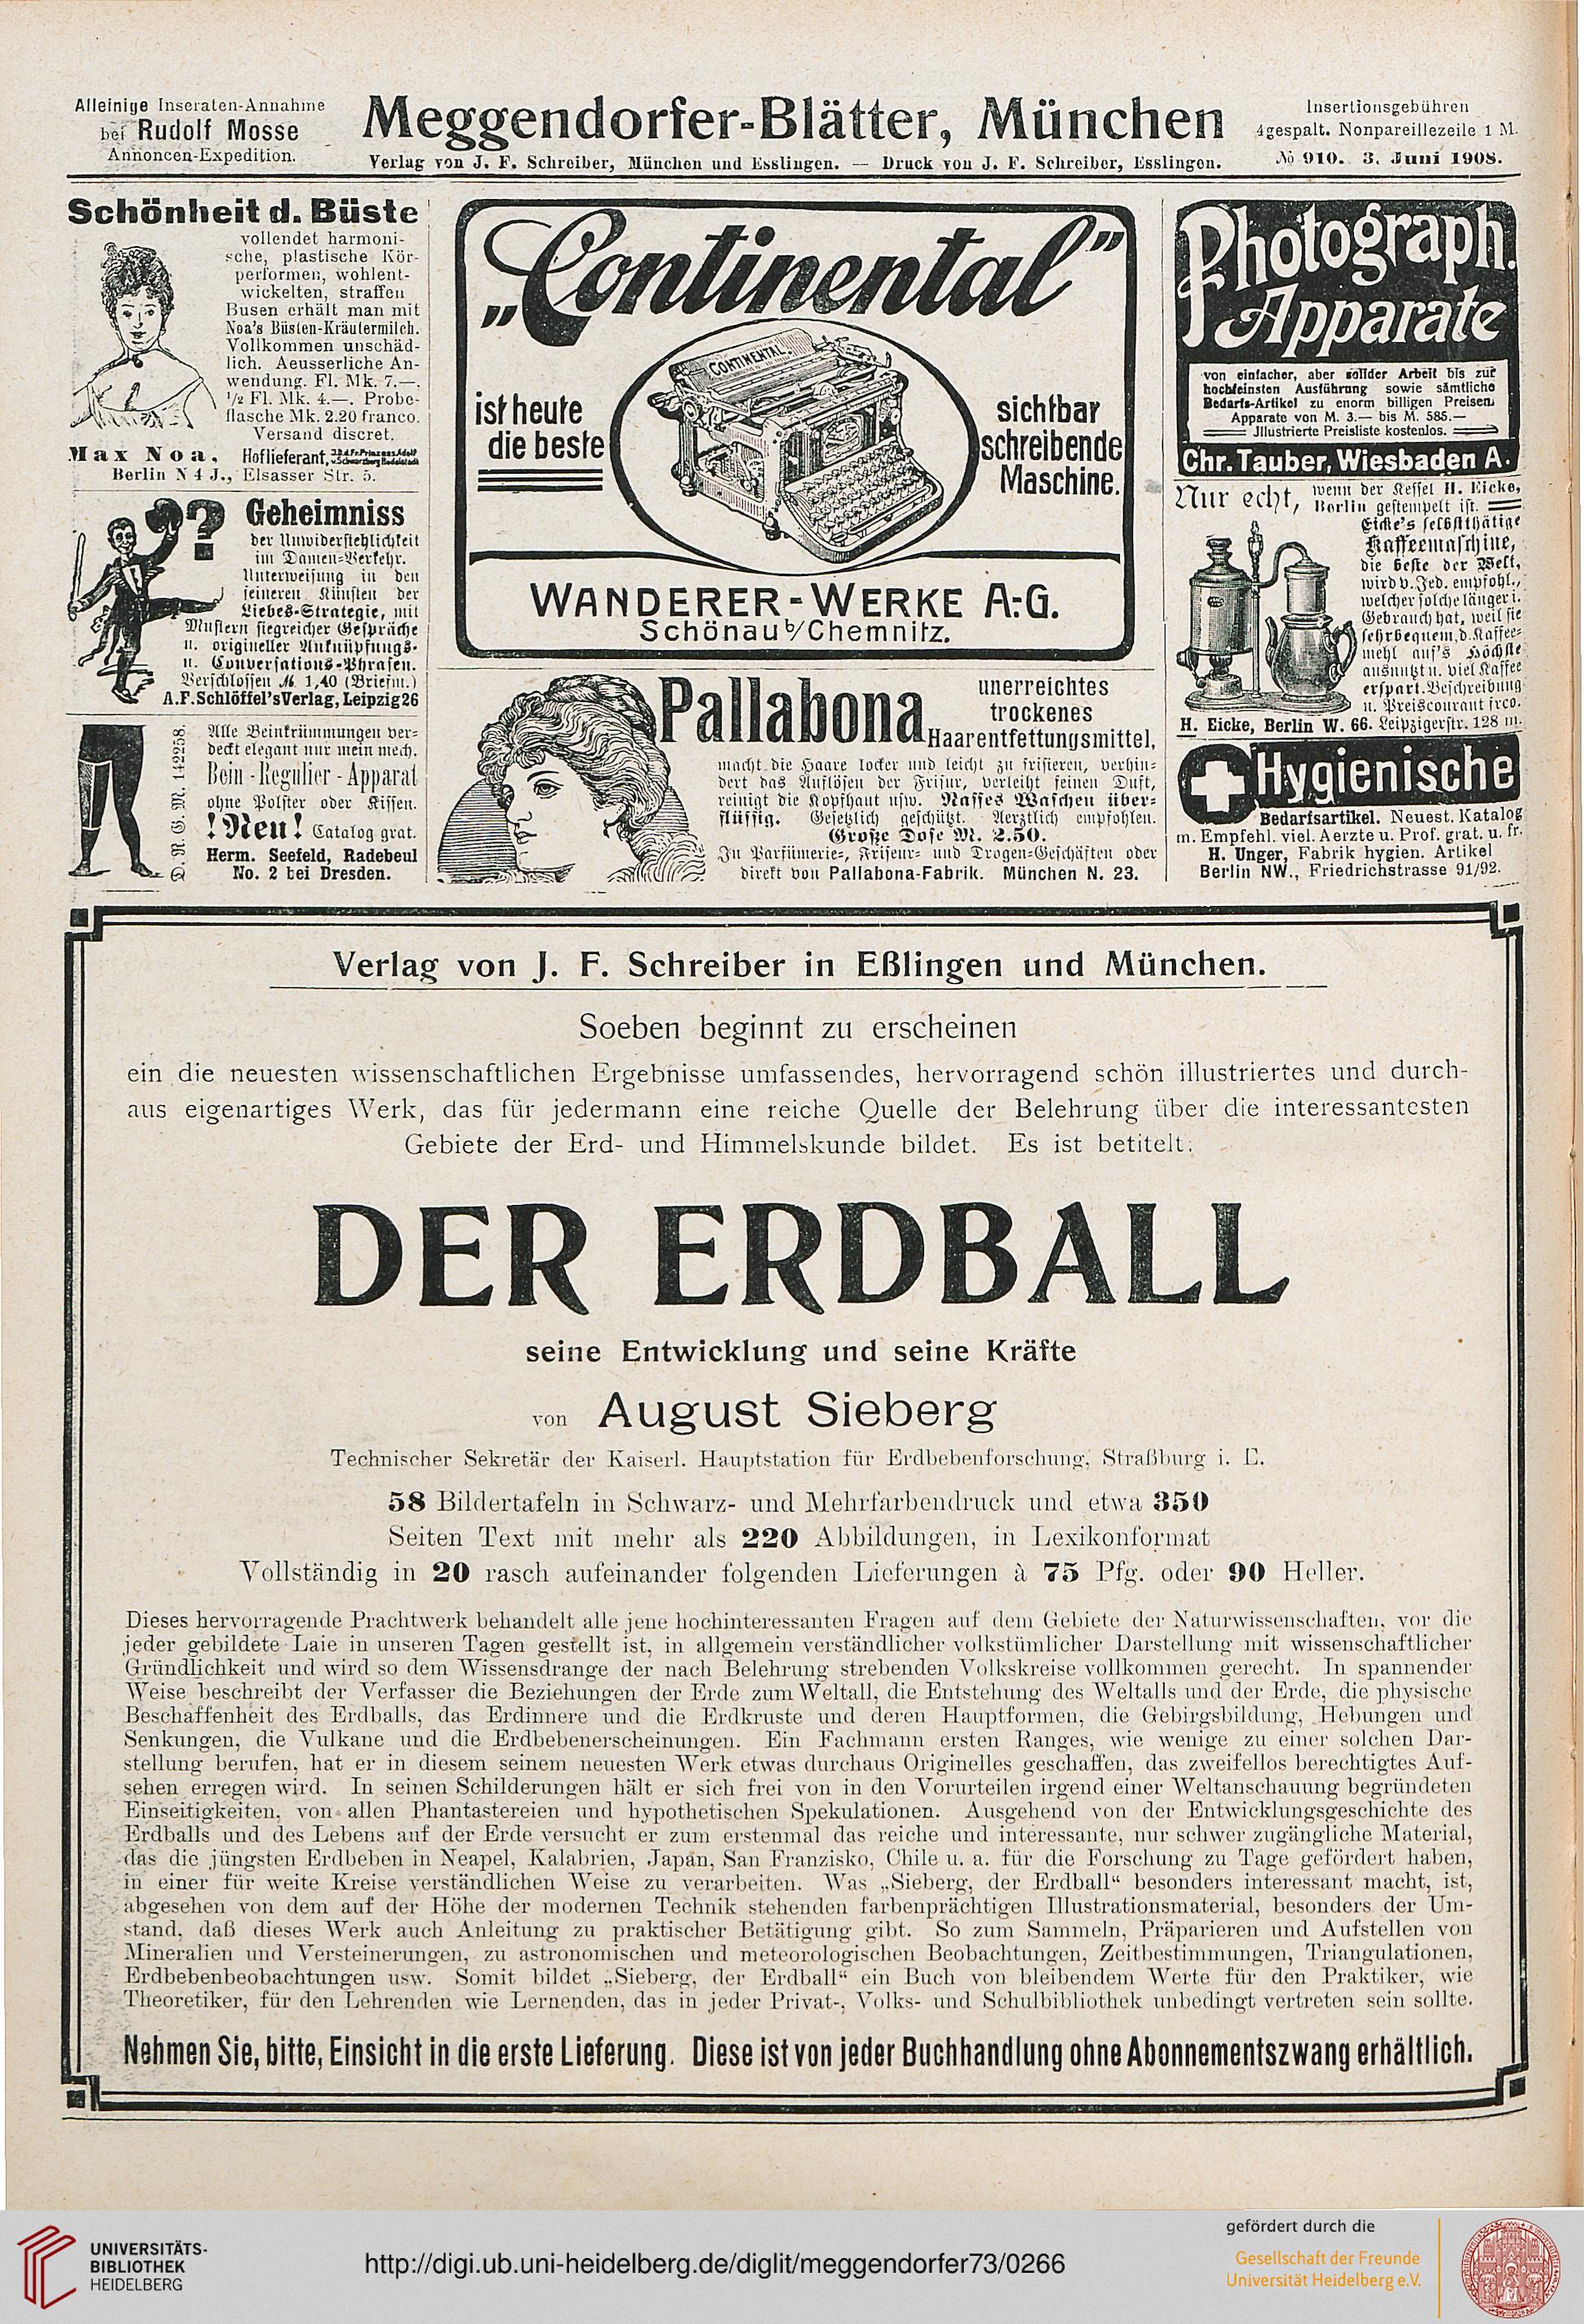 Alleinige Inseraten-Annahme
bei Rudolf Mosse
Annoncen-Expedition.
Meggendorfer-Blätter, München
Verlag von J. F. Schreiber, München und Esslingen. — Druck von J. F. Schreiber, Esslingen.
Insertionsgebühren
4gespalt. Nonpareillezeile 1 M.
No 910. 3. Juni 1908.
Schönheit d. Büste
vollendet harmoni-
sche, plastische Kör-
performen, wohlent-
wickelten, straffen
Busen erhält man mit
Noa's Büsten-Kräutermilch.
Vollkommen unschäd-
lich. Aeusserliche An-
wendung. Fl. Mk. 7.—.
½ Fl. Mk. 4.—. Probe-
flasche Mk. 2.20 franco.
Versand discret.
Max Noa, Hoflieferant,
Berlin N 4 J., Elsasser Str. 5.
? Geheimniss
der Unwiderstehlichkeit
im Damen-Verkehr.
Unterweisung in den
feineren Künsten der
Liebes-Strategie, mit
Mustern siegreicher Gespräche
u. origineller Anknüpfungs-
u. Conversations-Phrasen.
Verschlossen M. 1,40 (Briefm.)
A.F.Schlöffel'sVerlag, Leipzig 26
D. R. G. M. 142258.
Alle Beinkrümmungen ver-
deckt elegant nur mein mech.
Bein-Regulier-Apparat
ohne Polster oder Kissen.
! Neu! Catalog grat.
Herm. Seefeld, Radebeul
No. 2 bei Dresden.
„Continental"
CONTINENTAL.
ist heute
die beste
sichtbar
schreibende
Maschine.
WANDERER-WERKE A.-G.
Schönau b/Chemnitz.
Pallabona
unerreichtes
trockenes
Haarentfettungsmittel,
macht die Haare locker und leicht zu frisieren, verhin-
dert das Auflösen der Frisur, verleiht feinen Duft,
reinigt die Kopfhaut usw. Nasses Waschen über-
flüssig. Gesetzlich geschützt. Aerztlich empfohlen.
Große Dose M. 2.50.
In Parfümerie-, Friseur- und Drogen-Geschäften oder
direkt von Pallabona-Fabrik. München N. 23.
Photograph.
Apparate
von einfacher, aber solider Arbeit bis zur
hochfeinsten Ausführung sowie sämtliche
Bedarfs-Artikel zu enorm billigen Preisen.
Apparate von M. 3.— bis M. 585.—
Jllustrierte Preisliste kostenlos.
Chr. Tauber, Wiesbaden A.
Nur echt, wenn der Kessel H. Eicke,
Berlin gestempelt ist.
Eicke's selbstthätige
Kaffeemaschine,
die beste der Welt,
wird v. Jed. empfohl.,
welcher solche länger i.
Gebrauch hat, weil sie
sehr bequem, d. Kaffee-
mehl auf's Höchste
ausnutzt u. viel Kaffee
erspart. Beschreibung
u. Preiscourant frco.
H. Eicke, Berlin W. 66. Leipzigerstr. 128 m.
Hygienische
Bedarfsartikel. Neuest. Katalog
m. Empfehl. viel. Aerzte u. Prof. grat. u. fr.
H. Unger, Fabrik hygien. Artikel
Berlin NW., Friedrichstrasse 91/92.
Verlag von J. F. Schreiber in Eßlingen und München.
Soeben beginnt zu erscheinen
ein die neuesten wissenschaftlichen Ergebnisse umfassendes, hervorragend schön illustriertes und durch-
aus eigenartiges Werk, das für jedermann eine reiche Quelle der Belehrung über die interessantesten
Gebiete der Erd- und Himmelskunde bildet. Es ist betitelt:
DER ERDBALL
seine Entwicklung und seine Kräfte
von August Sieberg
Technischer Sekretär der Kaiserl. Hauptstation für Erdbebenforschung, Straßburg i. E.
58 Bildertafeln in Schwarz- und Mehrfarbendruck und etwa 350
Seiten Text mit mehr als 220 Abbildungen, in Lexikonformat
Vollständig in 20 rasch aufeinander folgenden Lieferungen à 75 Pfg. oder 90 Heller.
Dieses hervorragende Prachtwerk behandelt alle jene hochinteressanten Fragen auf dem Gebiete der Naturwissenschaften, vor die
jeder gebildete Laie in unseren Tagen gestellt ist, in allgemein verständlicher volkstümlicher Darstellung mit wissenschaftlicher
Gründlichkeit und wird so dem Wissensdrange der nach Belehrung strebenden Volkskreise vollkommen gerecht. In spannender
Weise beschreibt der Verfasser die Beziehungen der Erde zum Weltall, die Entstehung des Weltalls und der Erde, die physische
Beschaffenheit des Erdballs, das Erdinnere und die Erdkruste und deren Hauptformen, die Gebirgsbildung, Hebungen und
Senkungen, die Vulkane und die Erdbebenerscheinungen. Ein Fachmann ersten Ranges, wie wenige zu einer solchen Dar-
stellung berufen, hat er in diesem seinem neuesten Werk etwas durchaus Originelles geschaffen, das zweifellos berechtigtes Auf-
sehen erregen wird. In seinen Schilderungen hält er sich frei von in den Vorurteilen irgend einer Weltanschauung begründeten
Einseitigkeiten, von allen Phantastereien und hypothetischen Spekulationen. Ausgehend von der Entwicklungsgeschichte des
Erdballs und des Lebens auf der Erde versucht er zum erstenmal das reiche und interessante, nur schwer zugängliche Material,
das die jüngsten Erdbeben in Neapel, Kalabrien, Japan, San Franzisko, Chile u. a. für die Forschung zu Tage gefördert haben,
in einer für weite Kreise verständlichen Weise zu verarbeiten. Was „Sieberg, der Erdball“ besonders interessant macht, ist,
abgesehen von dem auf der Höhe der modernen Technik stehenden farbenprächtigen Illustrationsmaterial, besonders der Um-
stand, daß dieses Werk auch Anleitung zu praktischer Betätigung gibt. So zum Sammeln, Präparieren und Aufstellen von
Mineralien und Versteinerungen, zu astronomischen und meteorologischen Beobachtungen, Zeitbestimmungen, Triangulationen,
Erdbebenbeobachtungen usw. Somit bildet „Sieberg, der Erdball“ ein Buch von bleibendem Werte für den Praktiker, wie
Theoretiker, für den Lehrenden wie Lernenden, das in jeder Privat-, Volks- und Schulbibliothek unbedingt vertreten sein sollte.
Nehmen Sie, bitte, Einsicht in die erste Lieferung. Diese ist von jeder Buchhandlung ohne Abonnementszwang erhältlich.
UNIVERSITÄTS-
BIBLIOTHEK
HEIDELBERG
http://digi.ub.uni-heidelberg.de/diglit/meggendorfer73/0266
gefördert durch die
Gesellschaft der Freunde
Universität Heidelberg e.V.